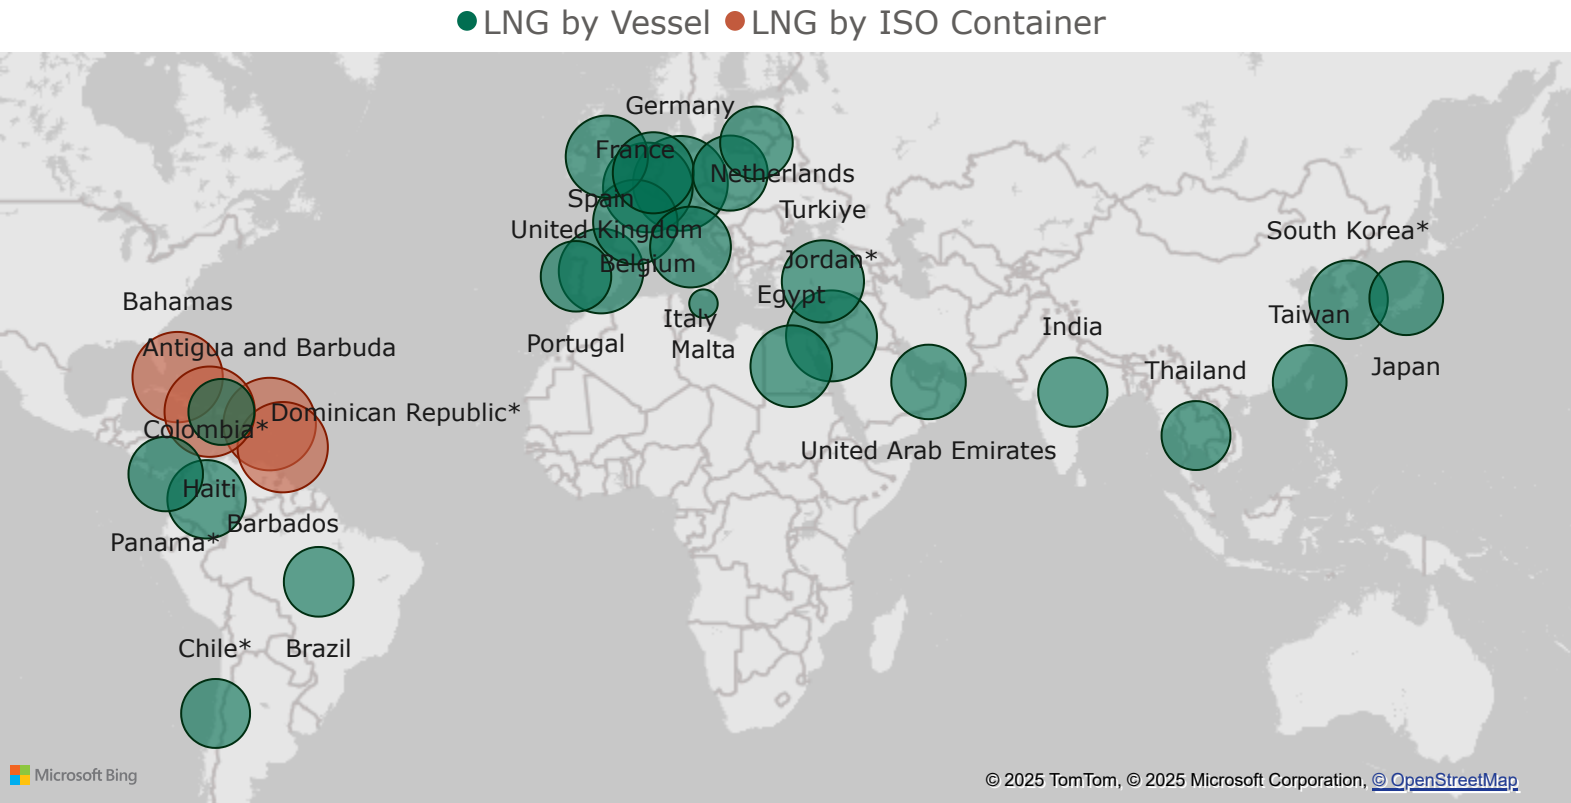 LNG by Vessel LNG by ISO Container
Germany
France
Netherlands
Spain
Turkiye
United Kingdom
South Korea*
Jordan*
Belgium
Egypt
Bahamas
Italy
Taiwan
India
Portugal
Antigua and Barbuda
Malta
Japan
Thailand
Dominican Republic*
Colombia*
United Arab Emirates
Haiti
Barbados
Panama*
Chile*
Brazil
Microsoft Bing
© 2025 TomTom, © 2025 Microsoft Corporation, © OpenStreetMap